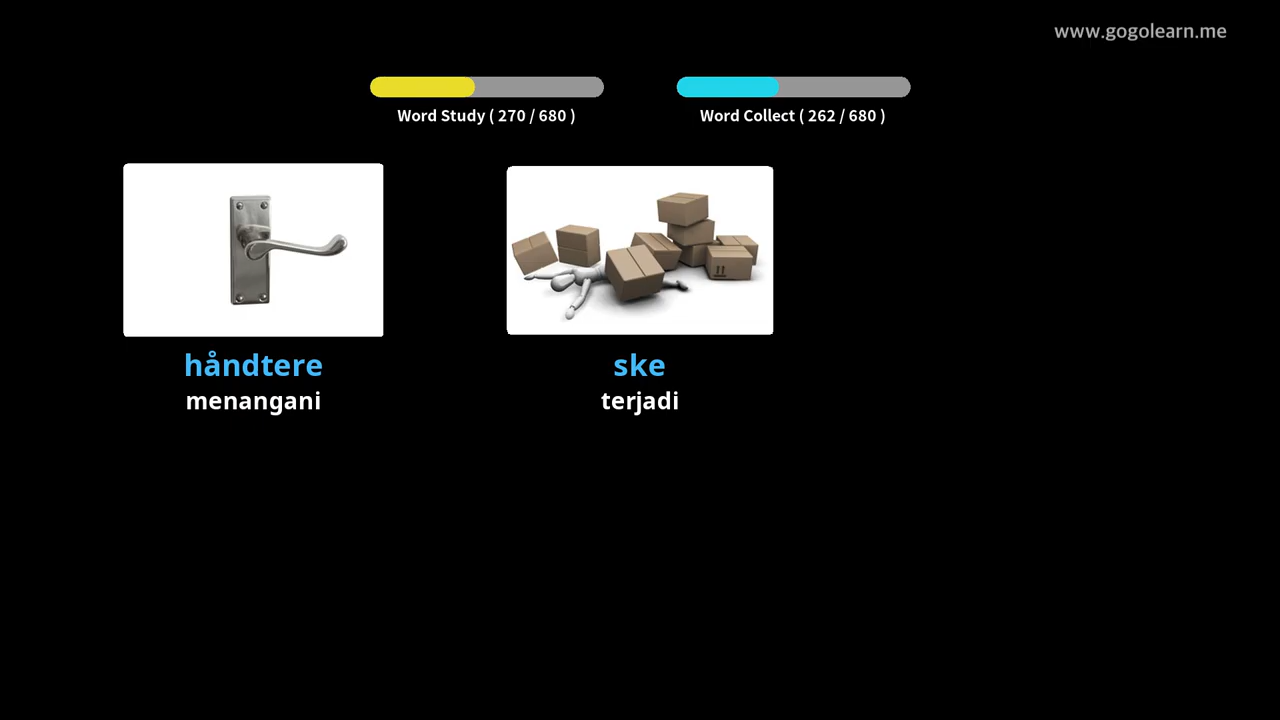 www.gogolearn.me
Word Study ( 270 / 680 )
Word Collect ( 262 / 680 )
håndtere
menangani
ske
terjadi